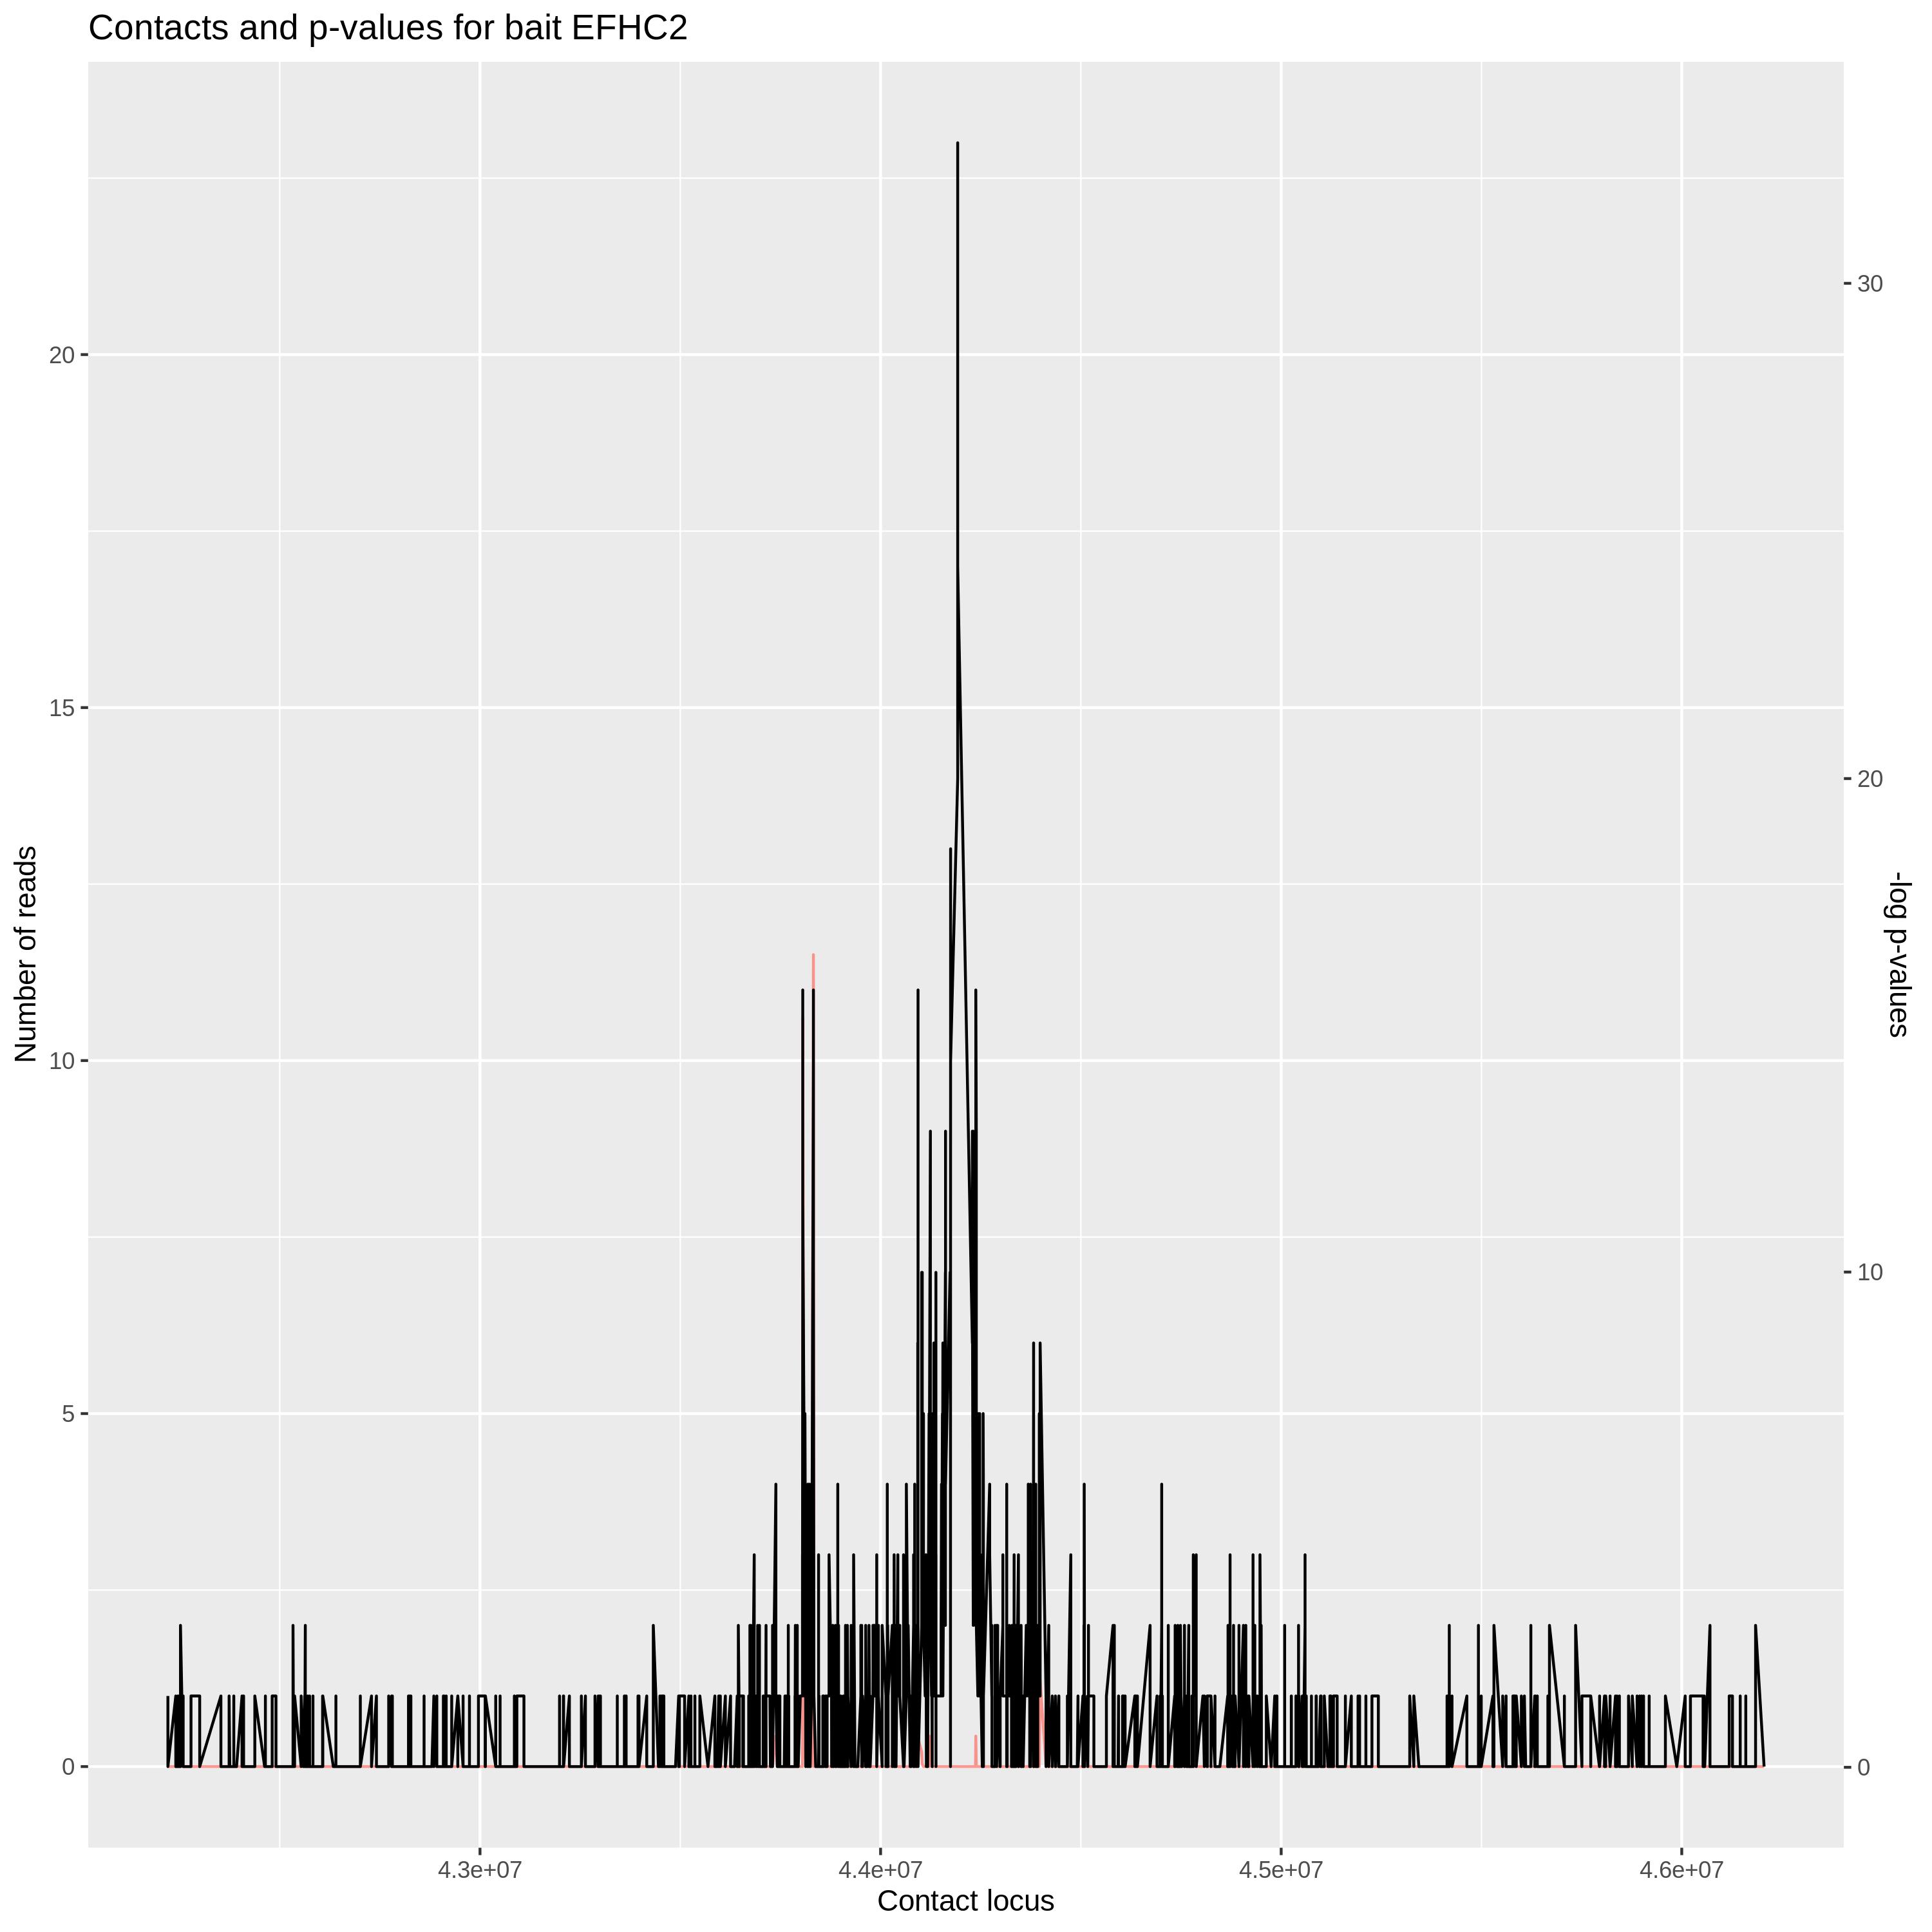 Contacts and p-values for bait EFHC2
Number of reads
20
15
10
5
0
30
20
10
0
-log p-values
4.3e+07
4.4e+07
4.5e+07
4.6e+07
Contact locus